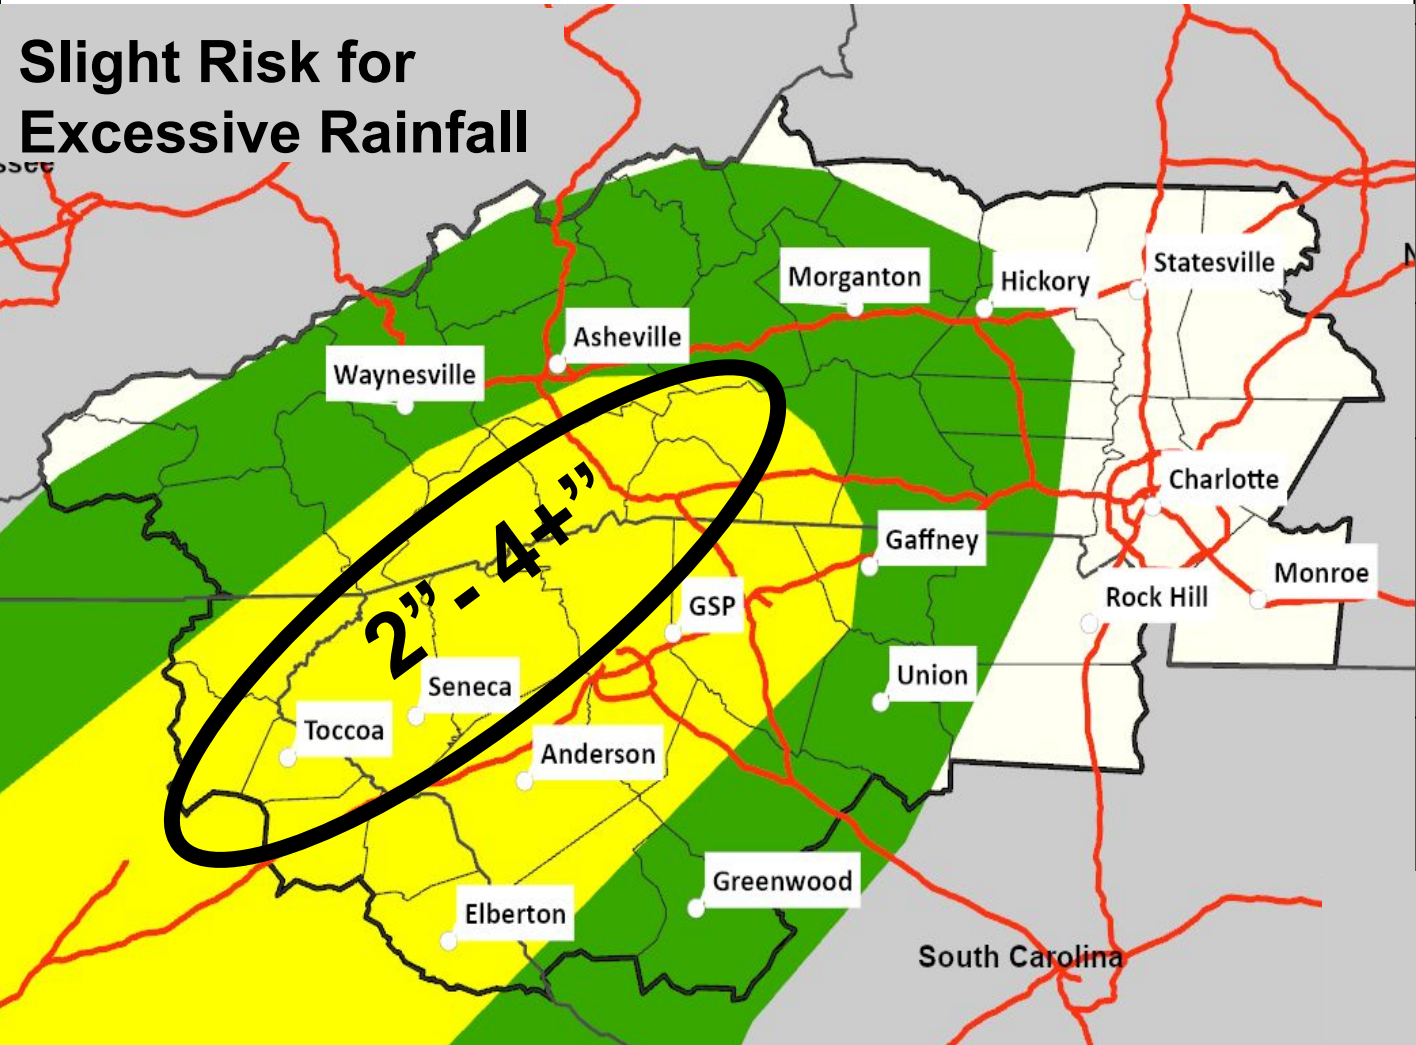 Slight Risk for
Excessive Rainfall
ssee
Morganton
Hickory
Statesville
N
Asheville
Waynesville
Charlotte
2”- 4+”
Gaffney
Monroe
Rock Hill
GSP
Union
Seneca
Toccoa
Anderson
Greenwood
Elberton
South Carolina